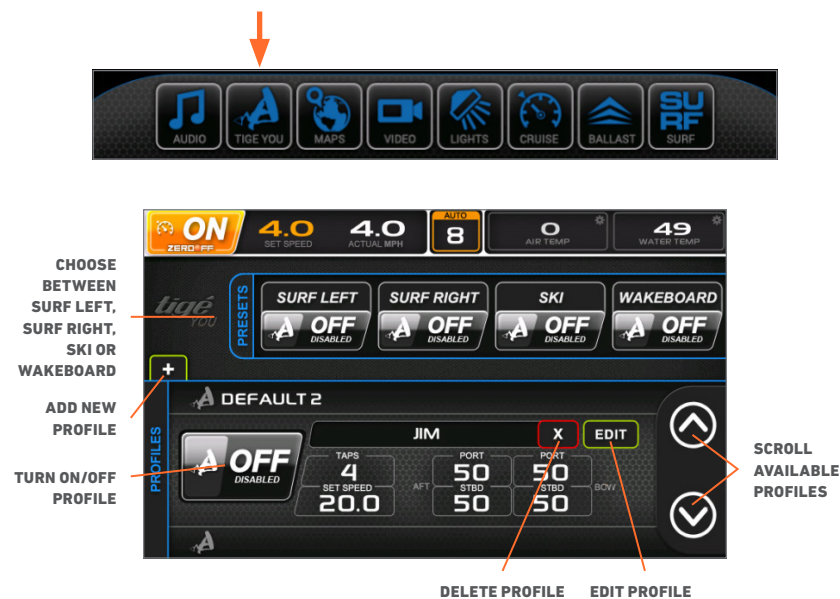 AUDIO
TIGE YOU
MAPS
VIDEO
LIGHTS
CRUISE
BALLAST
SURF
SU
RF
ON
ZERO OFF
4.0
SET SPEED
4.0
ACTUAL MPH
AUTO
8
0
AIR TEMP
49
WATER TEMP
CHOOSE
BETWEEN
SURF LEFT,
SURF RIGHT,
SKI OR
WAKEBOARD
tigé
YOU
PRESETS
SURF LEFT
OFF
DISABLED
SURF RIGHT
OFF
DISABLED
SKI
OFF
DISABLED
WAKEBOARD
OFF
DISABLED
+
ADD NEW
PROFILE
PROFILES
DEFAULT 2
JIM
X
EDIT
TURN ON/OFF
PROFILE
OFF
DISABLED
TAPS
4
SET SPEED
20.0
AFT
PORT
50
STBD
50
PORT
50
STBD
50
BOW
SCROLL
AVAILABLE
PROFILES
DELETE PROFILE
EDIT PROFILE